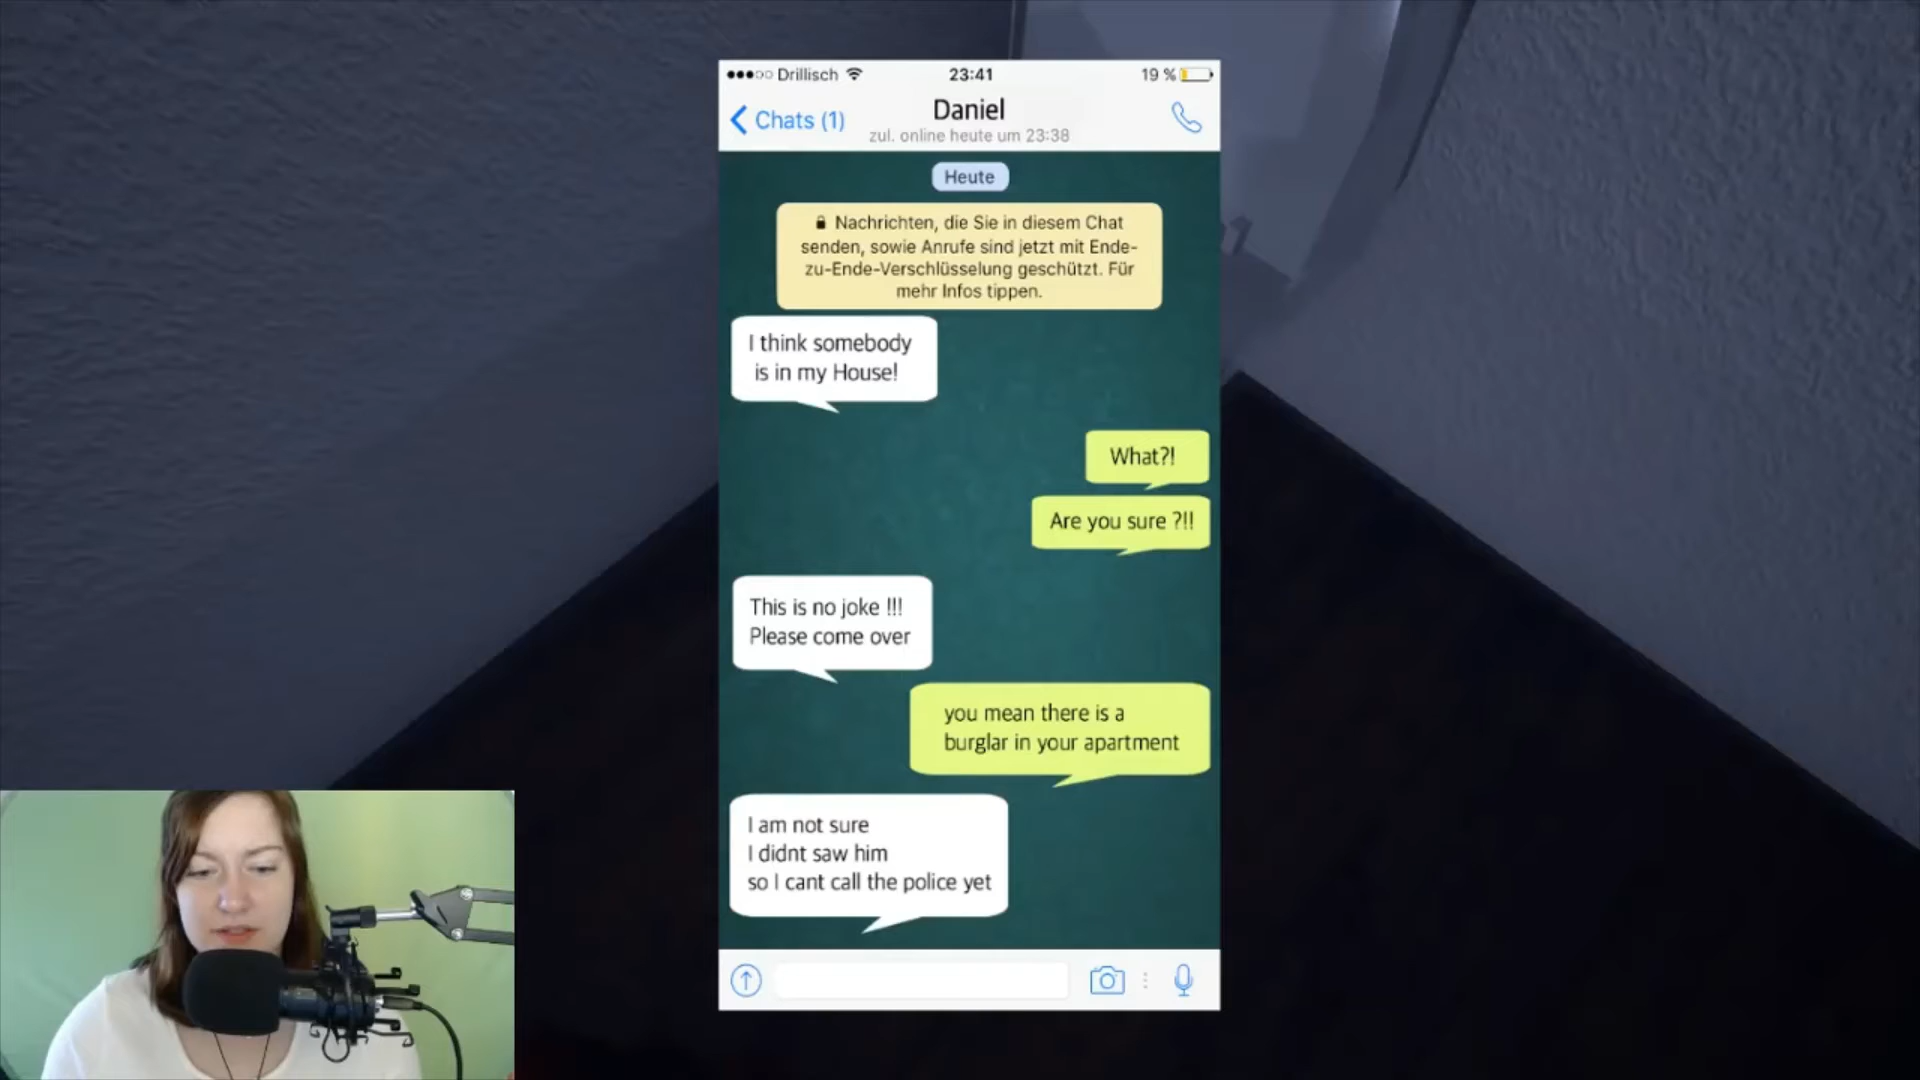 Drillisch 23:41 19 %
Chats (1) Daniel
zul. online heute um 23:38
Heute
Nachrichten, die Sie in diesem Chat
senden, sowie Anrufe sind jetzt mit Ende-
zu-Ende-Verschlüsselung geschützt. Für
mehr Infos tippen.
I think somebody
is in my House!
What?!
Are you sure ?!!
This is no joke !!!
Please come over
you mean there is a
burglar in your apartment
I am not sure
I didnt saw him
so I cant call the police yet